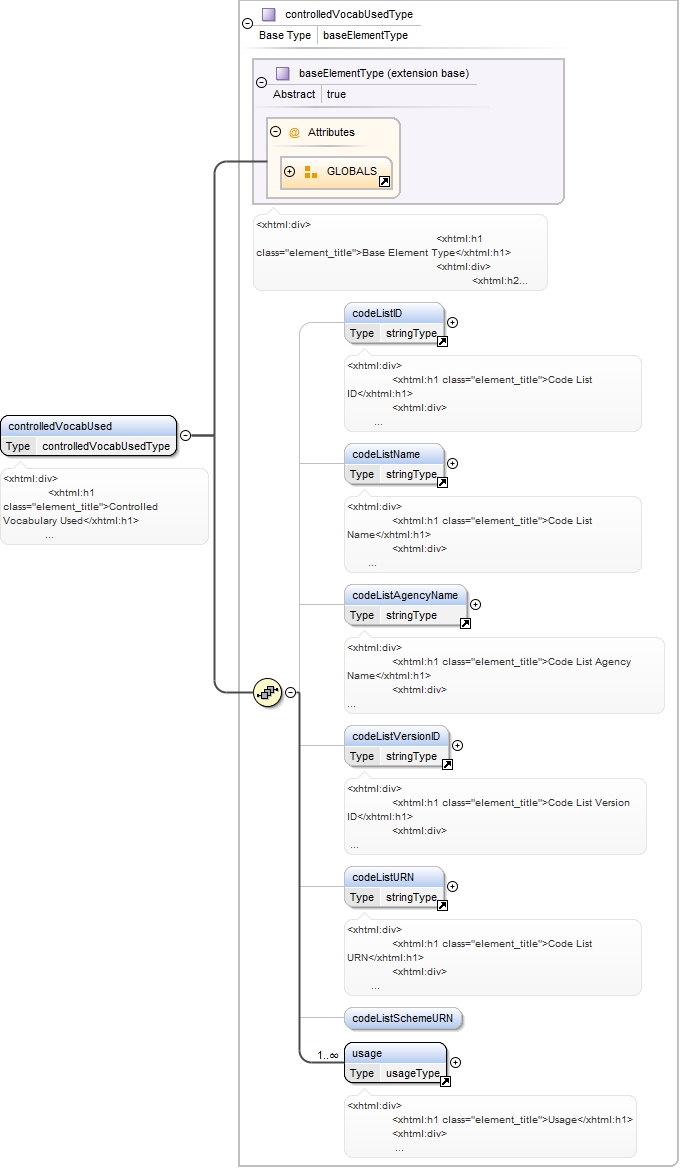 controlledVocabUsedType
Base Type baseElementType
baseElementType (extension base)
Abstract true
@ Attributes
GLOBALS
<xhtml:div>
<xhtml:h1
class="element_title">Base Element Type</xhtml:h1>
<xhtml:div>
<xhtml:h2...
codeListID
Type stringType
<xhtml:div>
<xhtml:h1 class="element_title">Code List
ID</xhtml:h1>
<xhtml:div>
...
controlledVocabUsed
Type controlledVocabUsedType
<xhtml:div>
<xhtml:h1
class="element_title">Controlled
Vocabulary Used</xhtml:h1>
...
codeListName
Type stringType
<xhtml:div>
<xhtml:h1 class="element_title">Code List
Name</xhtml:h1>
<xhtml:div>
...
codeListAgencyName
Type stringType
<xhtml:div>
<xhtml:h1 class="element_title">Code List Agency
Name</xhtml:h1>
<xhtml:div>
...
codeListVersionID
Type stringType
<xhtml:div>
<xhtml:h1 class="element_title">Code List Version
ID</xhtml:h1>
<xhtml:div>
...
codeListURN
Type stringType
<xhtml:div>
<xhtml:h1 class="element_title">Code List
URN</xhtml:h1>
<xhtml:div>
...
codeListSchemeURN
1..∞ usage
Type usageType
<xhtml:div>
<xhtml:h1 class="element_title">Usage</xhtml:h1>
<xhtml:div>
...